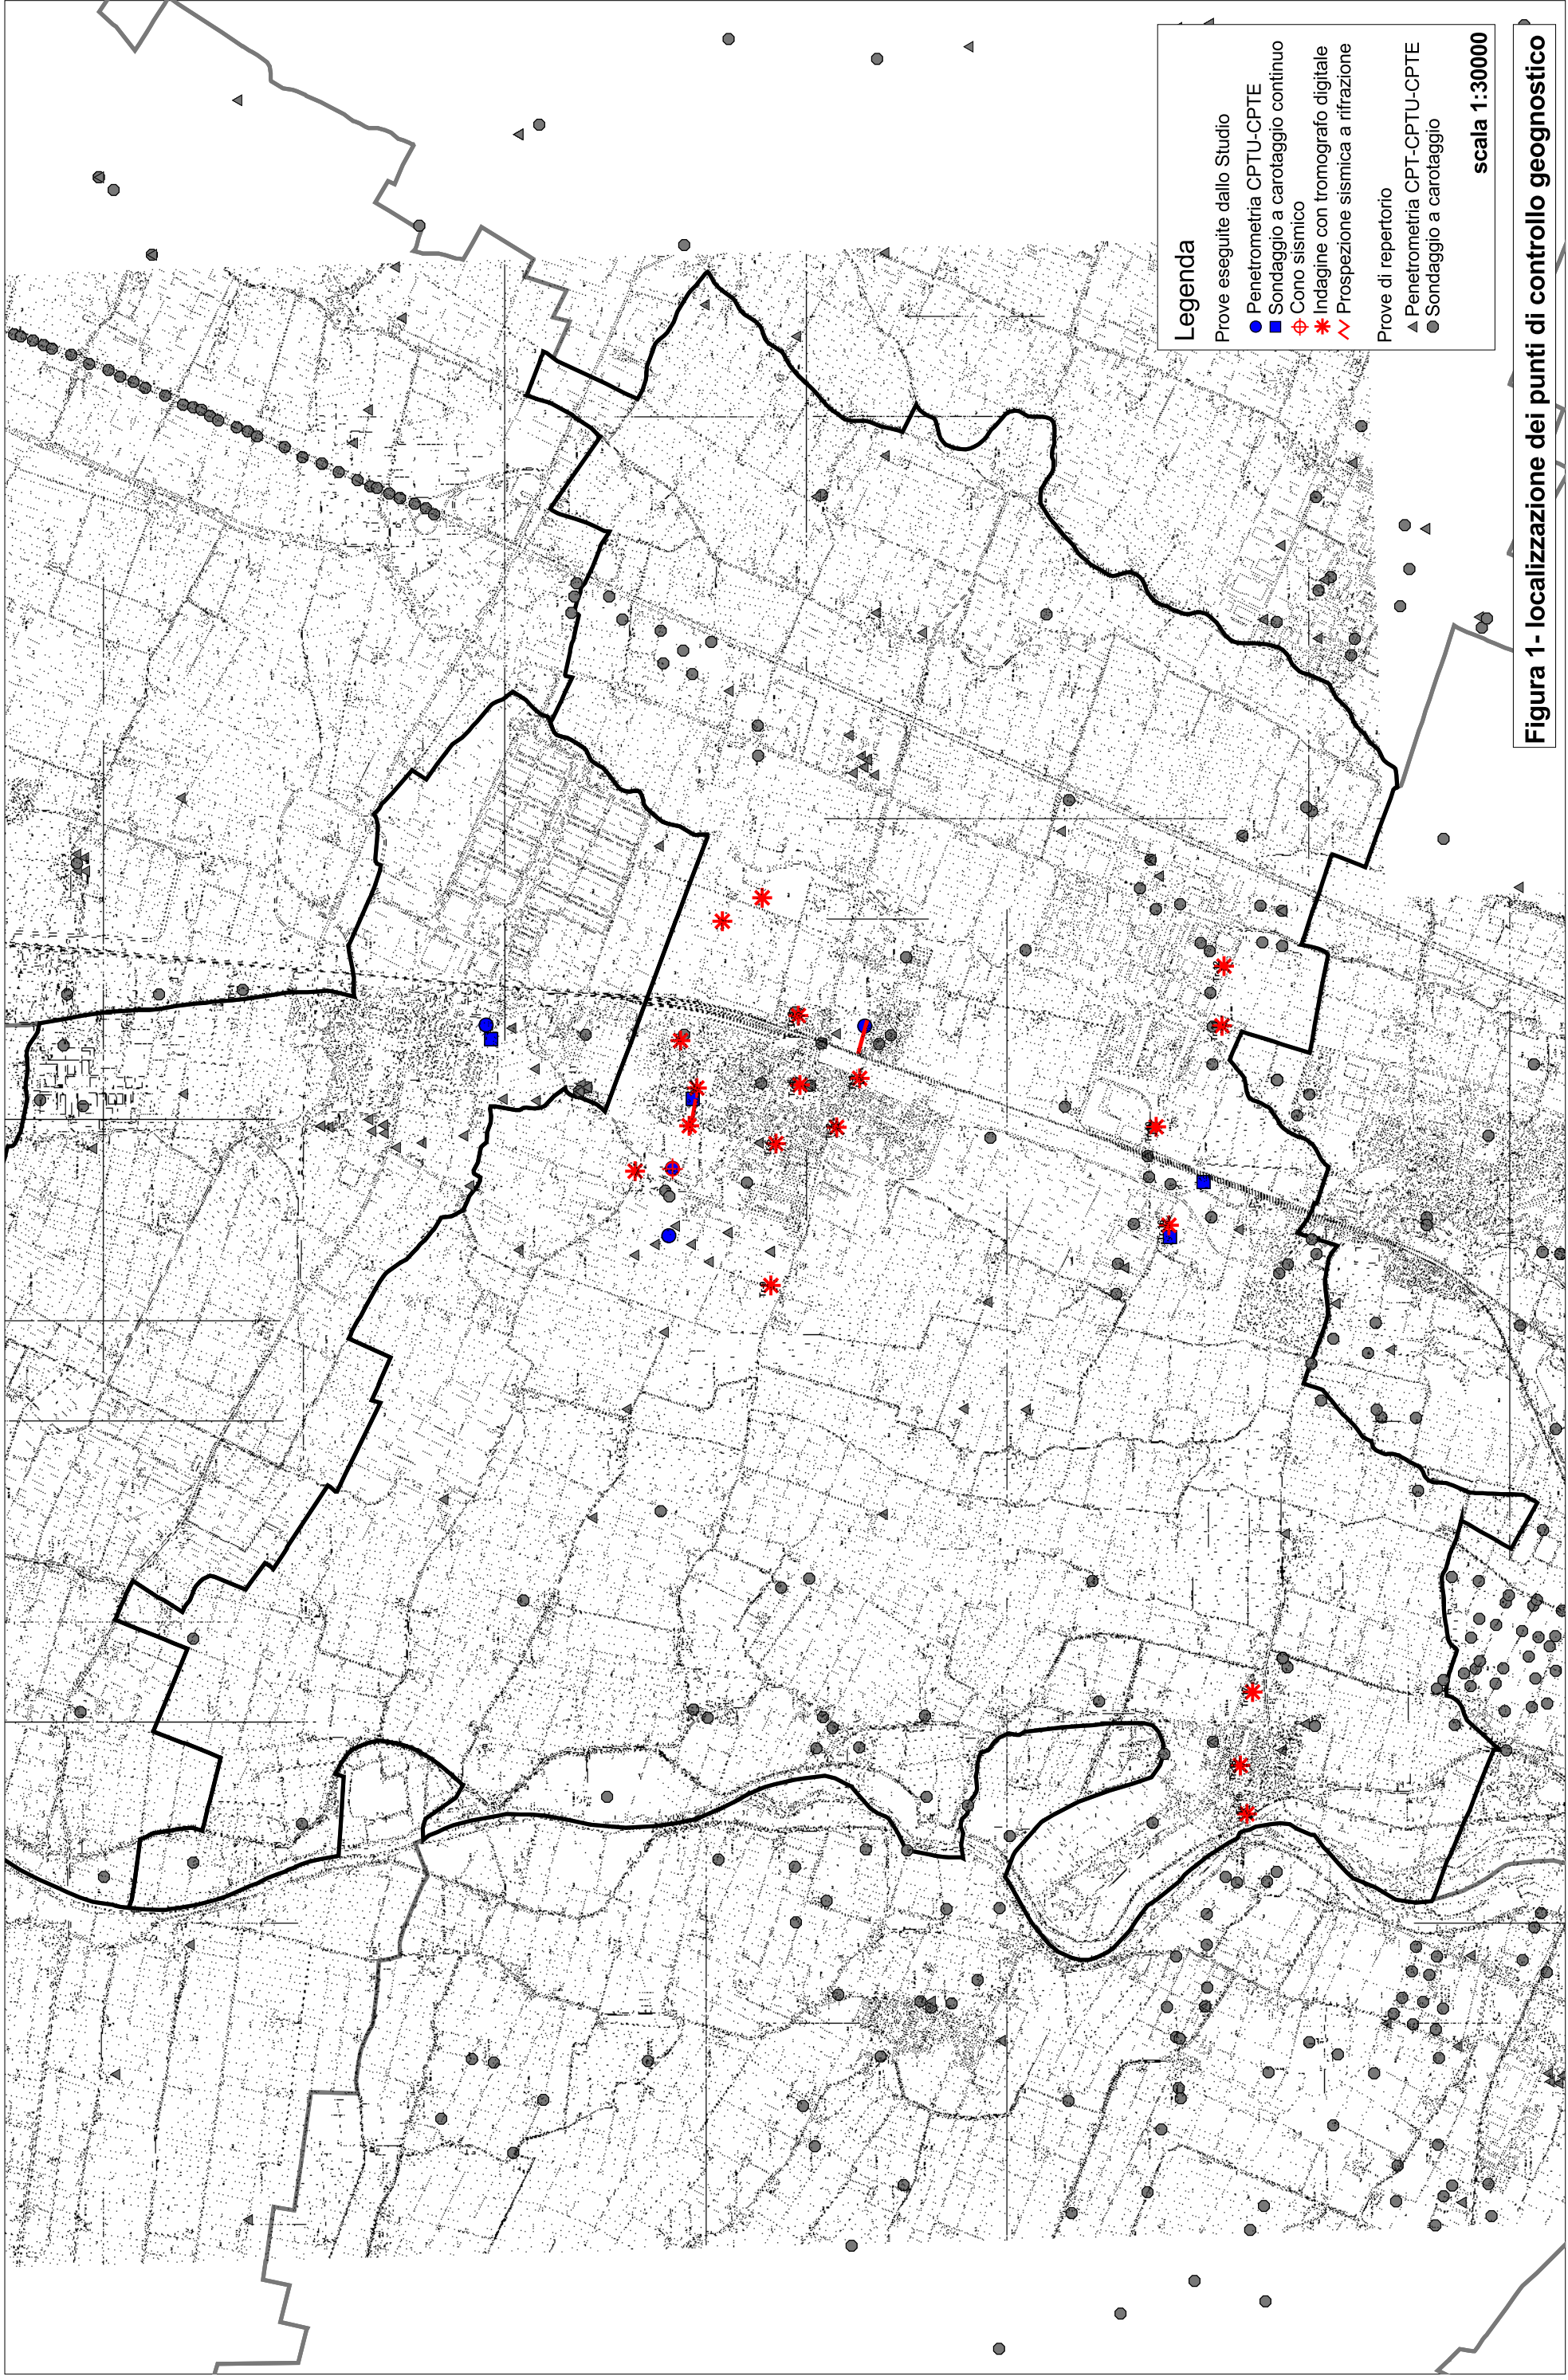 Legenda
Prove eseguite dallo Studio
Penetrometria CPTU-CPTE
Sondaggio a carotaggio continuo
Cono sismico
Indagine con tromografo digitale
Prospezione sismica a rifrazione
Prove di repertorio
Penetrometria CPT-CPTU-CPTE
Sondaggio a carotaggio
scala 1:30000
Figura 1- localizzazione dei punti di controllo geognostico